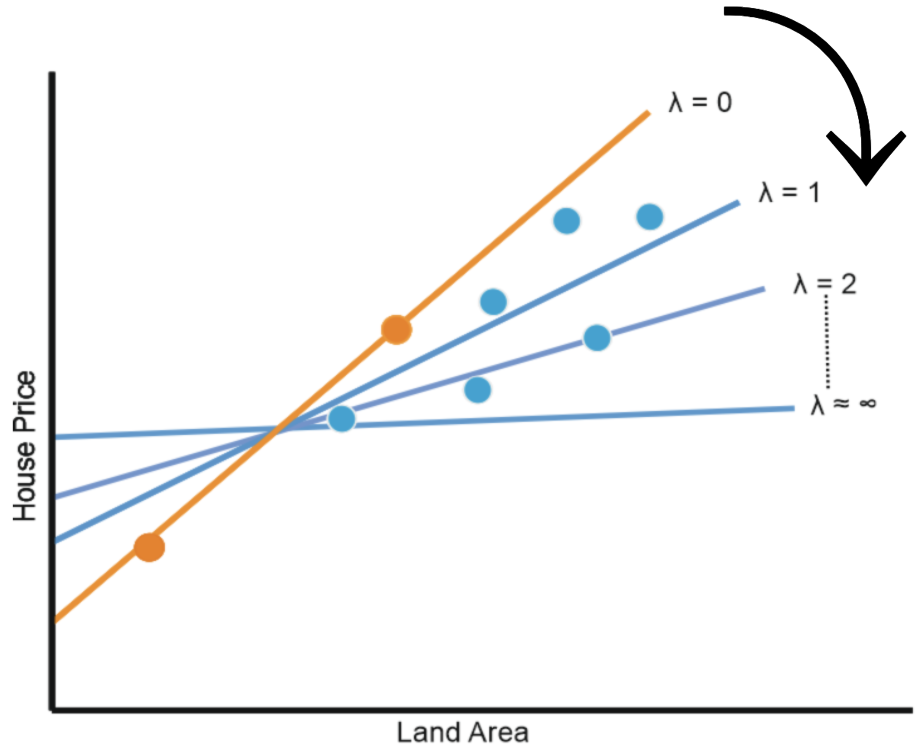 λ = 0
λ = 1
λ = 2
λ ≈ ∞
House Price
Land Area